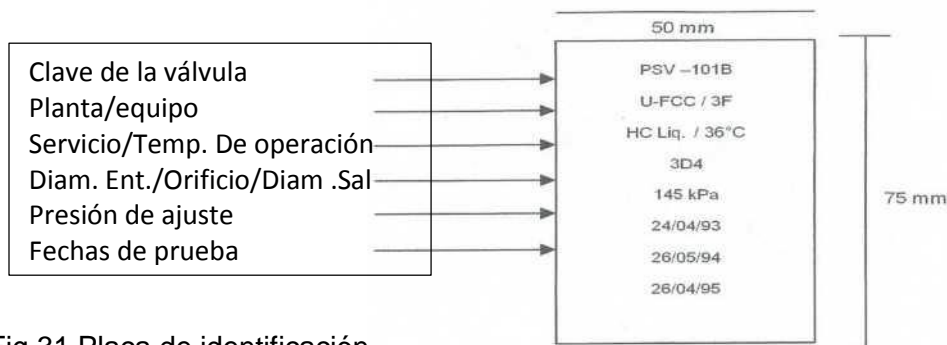 50 mm
Clave de la válvula
Planta/equipo
Servicio/Temp. De operación
Diam. Ent./Orificio/Diam .Sal
Presión de ajuste
Fechas de prueba
PSV –101B
U-FCC / 3F
HC Liq. / 36°C
3D4
145 kPa
24/04/93
26/05/94
26/04/95
75 mm
Fig 31 Placa de identificación